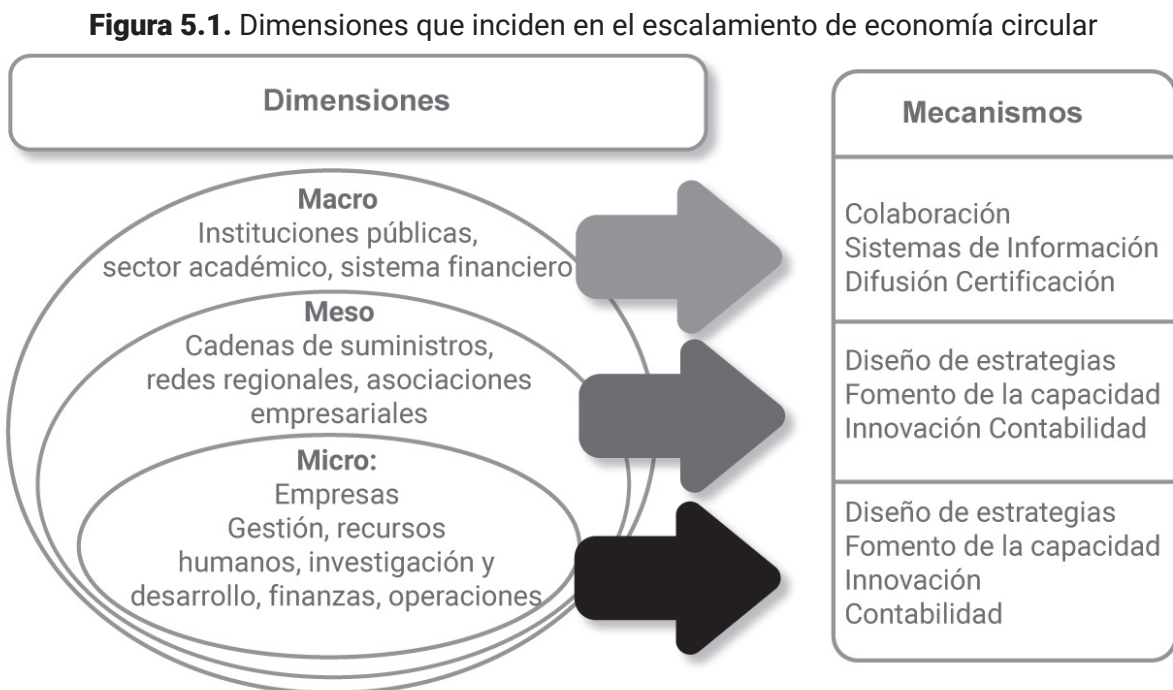 Figura 5.1. Dimensiones que inciden en el escalamiento de economía circular
Dimensiones
Macro
Instituciones públicas,
sector académico, sistema financiero
Meso
Cadenas de suministros,
redes regionales, asociaciones
empresariales
Micro:
Empresas
Gestión, recursos
humanos, investigación y
desarrollo, finanzas, operaciones
Mecanismos
Colaboración
Sistemas de Información
Difusión Certificación
Diseño de estrategias
Fomento de la capacidad
Innovación Contabilidad
Diseño de estrategias
Fomento de la capacidad
Innovación
Contabilidad